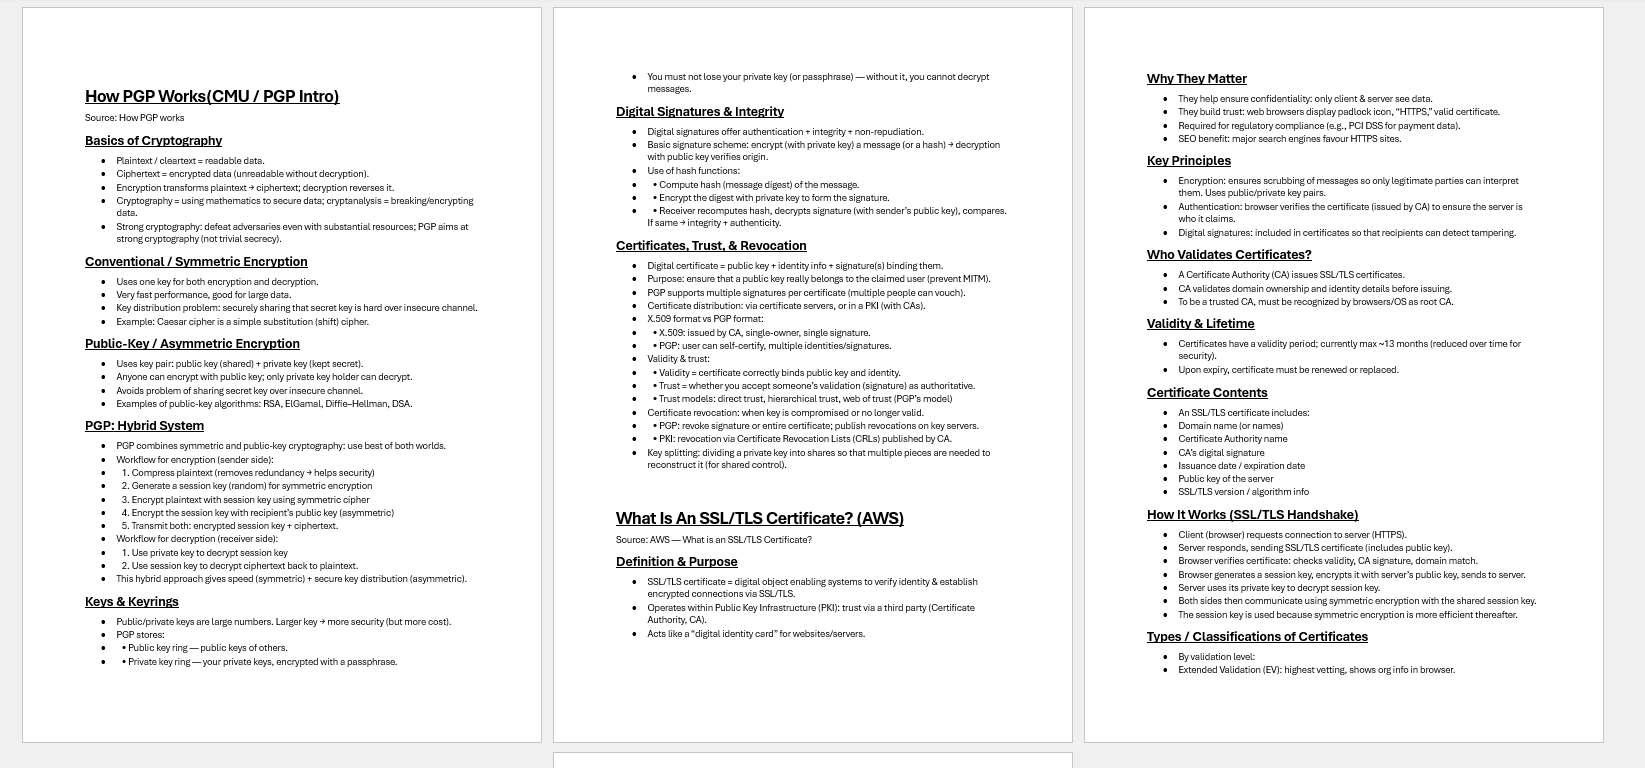 How PGP Works(CMU / PGP Intro)
Source: How PGP works
Basics of Cryptography
• Plaintext / cleartext = readable data.
• Ciphertext = encrypted data (unreadable without decryption).
• Encryption transforms plaintext → ciphertext; decryption reverses it.
• Cryptography = using mathematics to secure data; cryptanalysis = breaking/encrypting
data.
• Strong cryptography: defeat adversaries even with substantial resources; PGP aims at
strong cryptography (not trivial secrecy).
Conventional / Symmetric Encryption
• Uses one key for both encryption and decryption.
• Very fast performance, good for large data.
• Key distribution problem: securely sharing that secret key is hard over insecure channel.
• Example: Caesar cipher is a simple substitution (shift) cipher.
Public-Key / Asymmetric Encryption
• Uses key pair: public key (shared) + private key (kept secret).
• Anyone can encrypt with public key; only private key holder can decrypt.
• Avoids problem of sharing secret key over insecure channel.
• Examples of public-key algorithms: RSA, ElGamal, Diffie–Hellman, DSA.
PGP: Hybrid System
• PGP combines symmetric and public-key cryptography: use best of both worlds.
• Workflow for encryption (sender side):
• 1. Compress plaintext (removes redundancy → helps security)
• 2. Generate a session key (random) for symmetric encryption
• 3. Encrypt plaintext with session key using symmetric cipher
• 4. Encrypt the session key with recipient's public key (asymmetric)
• 5. Transmit both: encrypted session key + ciphertext.
• Workflow for decryption (receiver side):
• 1. Use private key to decrypt session key
• 2. Use session key to decrypt ciphertext back to plaintext.
• This hybrid approach gives speed (symmetric) + secure key distribution (asymmetric).
Keys & Keyrings
• Public/private keys are large numbers. Larger key → more security (but more cost).
• PGP stores:
• • Public key ring — public keys of others.
• • Private key ring — your private keys, encrypted with a passphrase.
• You must not lose your private key (or passphrase) — without it, you cannot decrypt
messages.
Digital Signatures & Integrity
• Digital signatures offer authentication + integrity + non-repudiation.
• Basic signature scheme: encrypt (with private key) a message (or a hash) → decryption
with public key verifies origin.
• Use of hash functions:
• • Compute hash (message digest) of the message.
• • Encrypt the digest with private key to form the signature.
• • Receiver recomputes hash, decrypts signature (with sender's public key), compares.
If same → integrity + authenticity.
Certificates, Trust, & Revocation
• Digital certificate = public key + identity info + signature(s) binding them.
• Purpose: ensure that a public key really belongs to the claimed user (prevent MITM).
• PGP supports multiple signatures per certificate (multiple people can vouch).
• Certificate distribution: via certificate servers, or in a PKI (with CAs).
• X.509 format vs PGP format:
• • X.509: issued by CA, single-owner, single signature.
• • PGP: user can self-certify, multiple identities/signatures.
• Validity & trust:
• • Validity = certificate correctly binds public key and identity.
• • Trust = whether you accept someone's validation (signature) as authoritative.
• • Trust models: direct trust, hierarchical trust, web of trust (PGP's model)
• Certificate revocation: when key is compromised or no longer valid.
• • PGP: revoke signature or entire certificate; publish revocations on key servers.
• • PKI: revocation via Certificate Revocation Lists (CRLs) published by CA.
• Key splitting: dividing a private key into shares so that multiple pieces are needed to
reconstruct it (for shared control).
What Is An SSL/TLS Certificate? (AWS)
Source: AWS — What is an SSL/TLS Certificate?
Definition & Purpose
• SSL/TLS certificate = digital object enabling systems to verify identity & establish
encrypted connections via SSL/TLS.
• Operates within Public Key Infrastructure (PKI): trust via a third party (Certificate
Authority, CA).
• Acts like a “digital identity card” for websites/servers.
Why They Matter
• They help ensure confidentiality: only client & server see data.
• They build trust: web browsers display padlock icon, “HTTPS,” valid certificate.
• Required for regulatory compliance (e.g., PCI DSS for payment data).
• SEO benefit: major search engines favour HTTPS sites.
Key Principles
• Encryption: ensures scrubbing of messages so only legitimate parties can interpret
them. Uses public/private key pairs.
• Authentication: browser verifies the certificate (issued by CA) to ensure the server is
who it claims.
• Digital signatures: included in certificates so that recipients can detect tampering.
Who Validates Certificates?
• A Certificate Authority (CA) issues SSL/TLS certificates.
• CA validates domain ownership and identity details before issuing.
• To be a trusted CA, must be recognized by browsers/OS as root CA.
Validity & Lifetime
• Certificates have a validity period; currently max ~13 months (reduced over time for
security).
• Upon expiry, certificate must be renewed or replaced.
Certificate Contents
• An SSL/TLS certificate includes:
• Domain name (or names)
• Certificate Authority name
• CA's digital signature
• Issuance date / expiration date
• Public key of the server
• SSL/TLS version / algorithm info
How It Works (SSL/TLS Handshake)
• Client (browser) requests connection to server (HTTPS).
• Server responds, sending SSL/TLS certificate (includes public key).
• Browser verifies certificate: checks validity, CA signature, domain match.
• Browser generates a session key, encrypts it with server's public key, sends to server.
• Server uses its private key to decrypt session key.
• Both sides then communicate using symmetric encryption with the shared session key.
• The session key is used because symmetric encryption is more efficient thereafter.
Types / Classifications of Certificates
• By validation level:
• Extended Validation (EV): highest vetting, shows org info in browser.